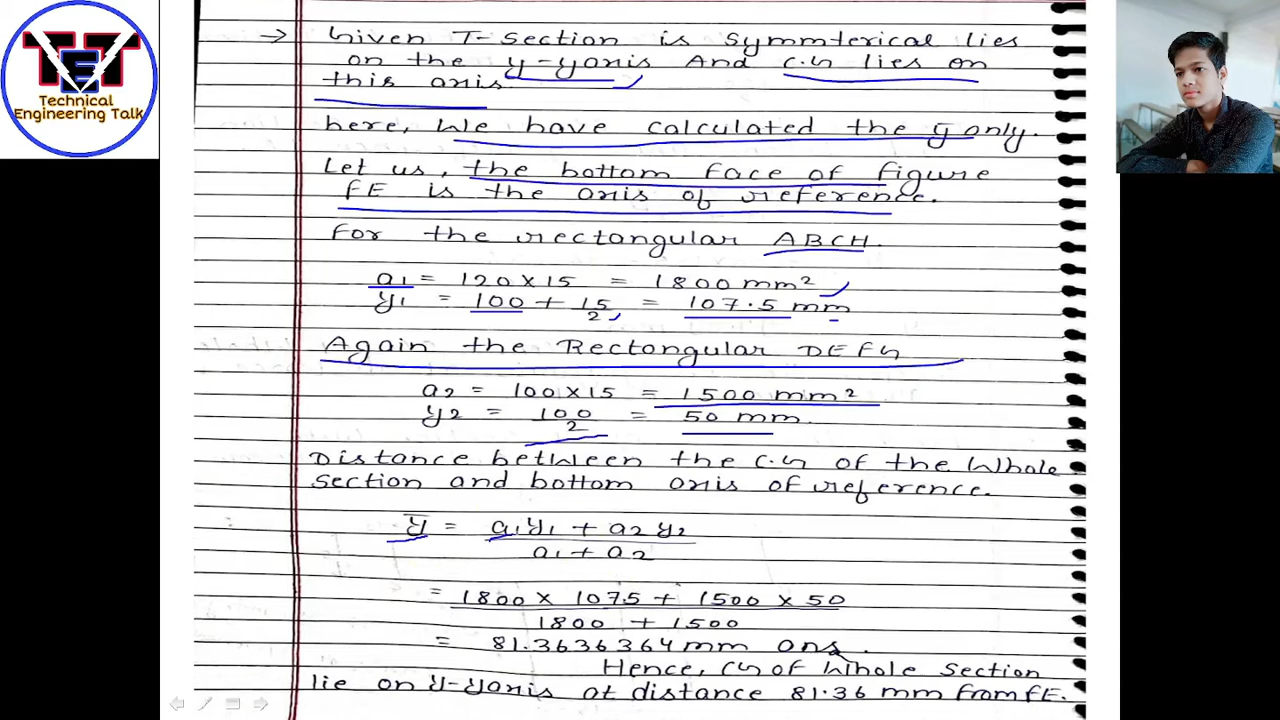 TET
Technical
Engineering Talk
→ Given T-section is symmterical lies
on the y-yaxis And C.G lies on
this axis.
here, We have calculated the ȳ only.
Let us, the bottom face of figure
FE is the axis of reference.
For the rectangular ABCH.
a1 = 120 x 15 = 1800 mm²
y1 = 100 + 15/2 = 107.5 mm
Again the Rectangular DEFG
a2 = 100 x 15 = 1500 mm²
y2 = 100/2 = 50 mm.
Distance between the C.G of the Whole
section and bottom axis of reference.
ȳ = a1y1 + a2y2
a1 + a2
= 1800 x 1075 + 1500 x 50
1800 + 1500
= 81.3636364 mm ans.
Hence, CG of Whole Section
lie on Y-Yaxis at distance 81.36 mm from FE.